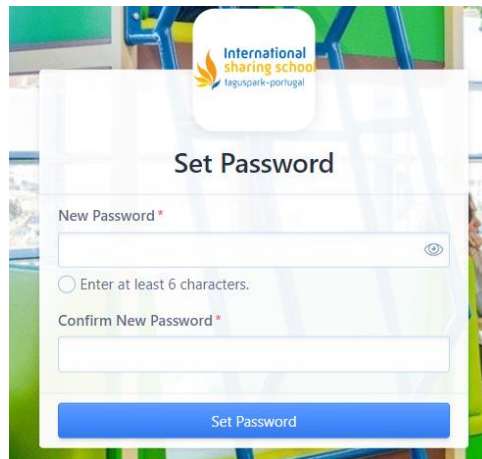 International
sharing school
taguspark-portugal
Set Password
New Password *
Enter at least 6 characters.
Confirm New Password *
Set Password